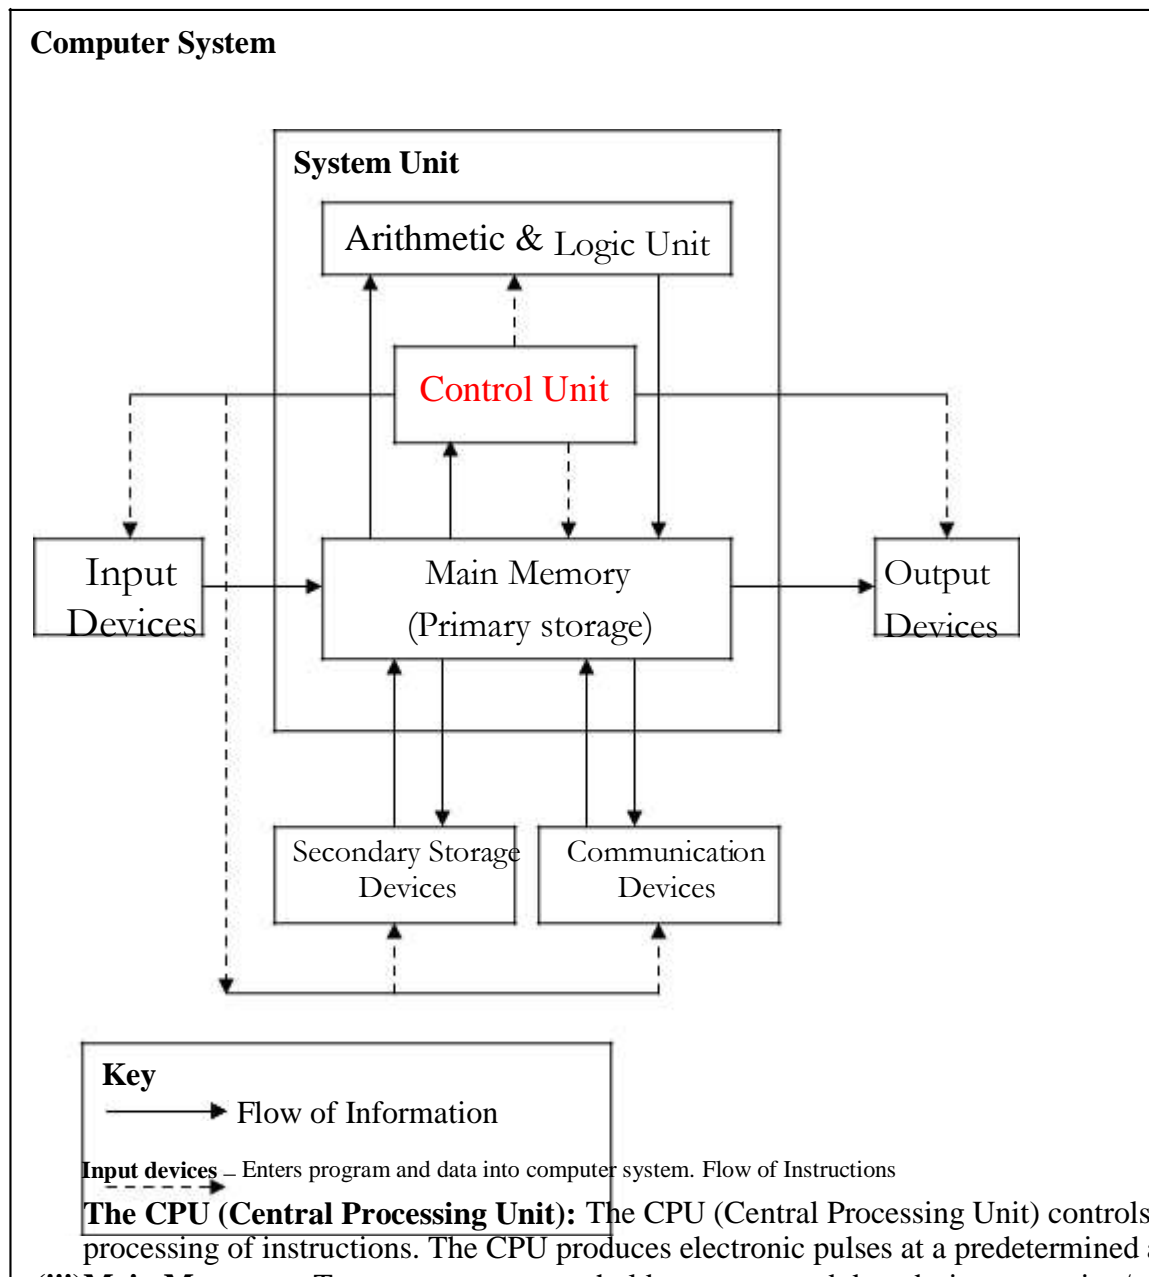 Computer System
System Unit
Arithmetic & Logic Unit
Control Unit
Input
Devices
Main Memory
(Primary storage)
Output
Devices
Secondary Storage
Devices
Communication
Devices
Key
Flow of Information
Input devices – Enters program and data into computer system. Flow of Instructions
The CPU (Central Processing Unit): The CPU (Central Processing Unit) controls
processing of instructions. The CPU produces electronic pulses at a predetermined a